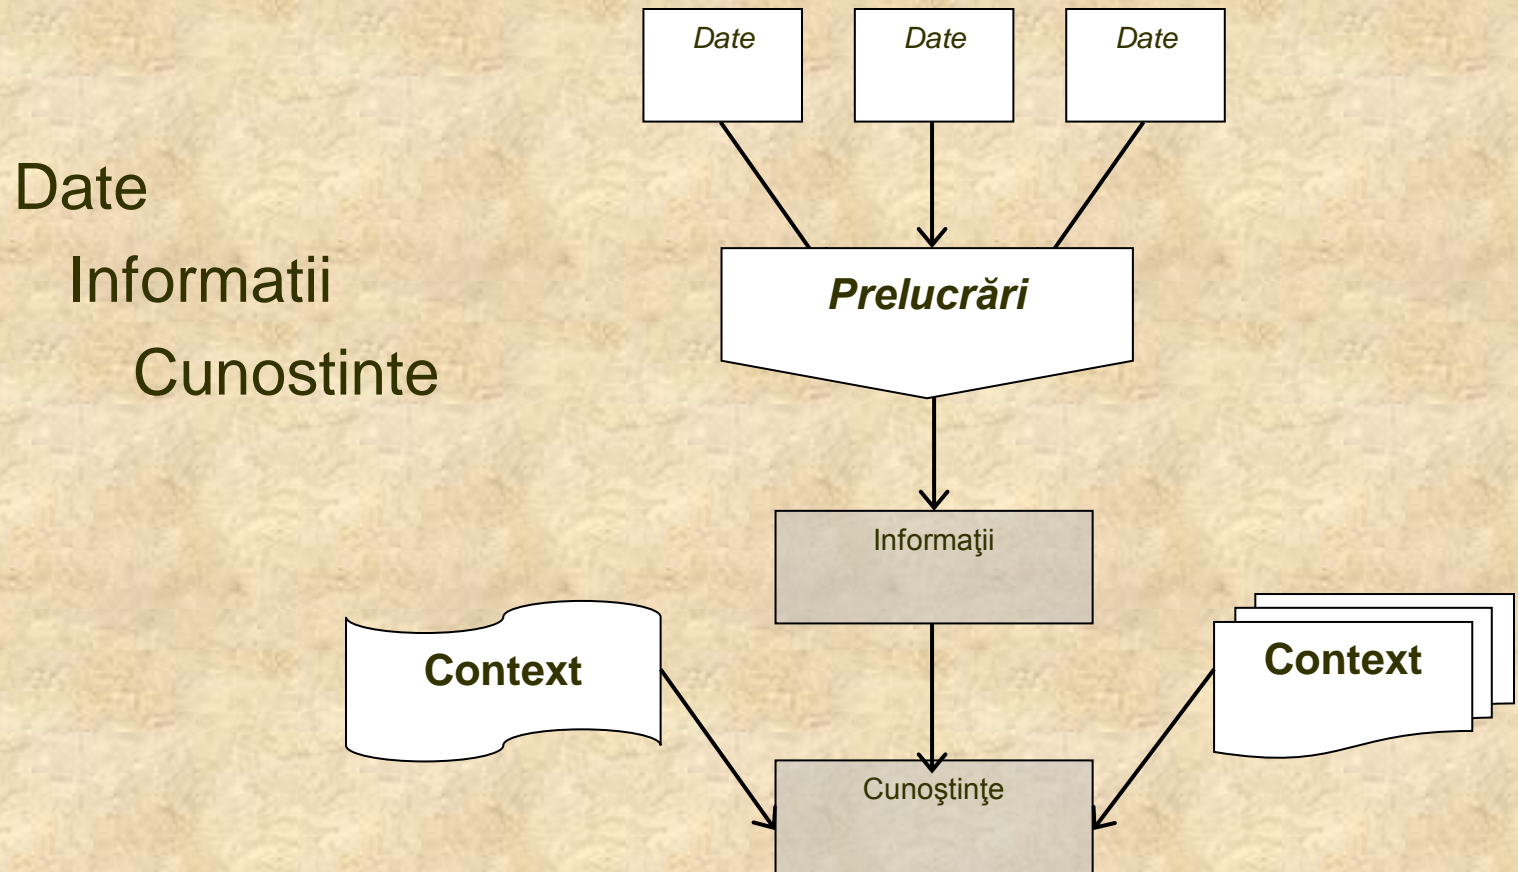 Date
Informatii
Cunostinte
Date
Date
Date
Prelucrări
Informaţii
Context
Context
Cunoştinţe